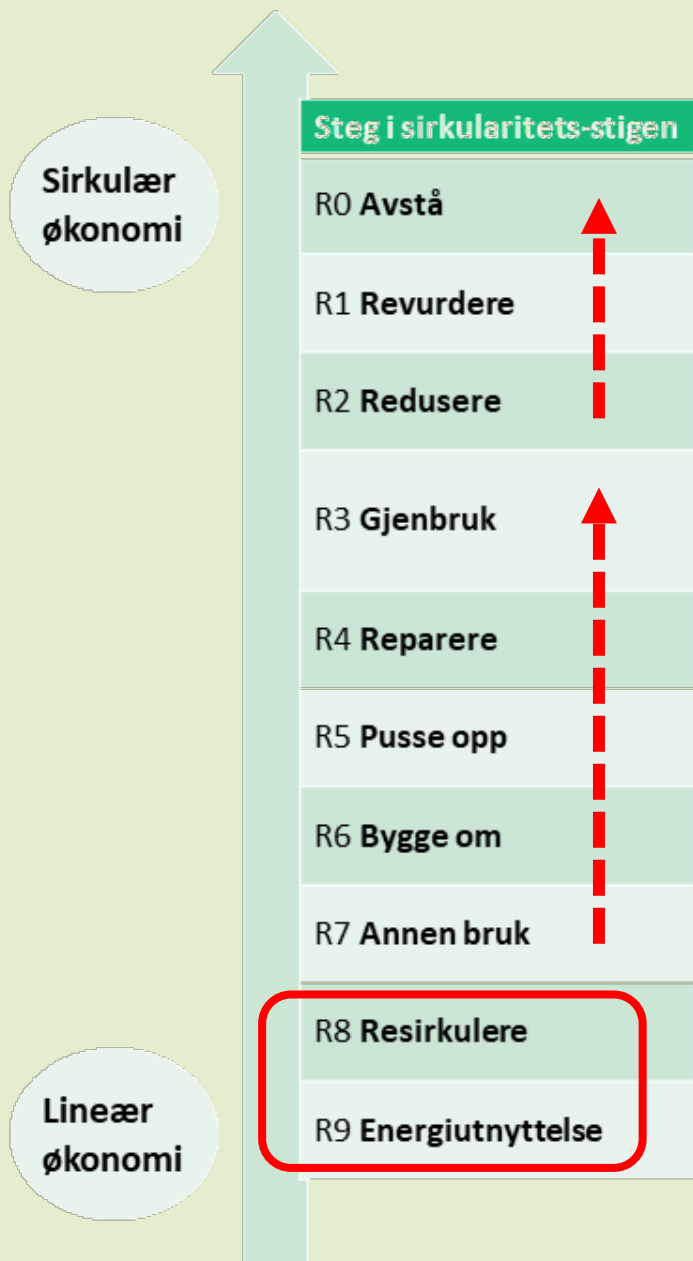 Steg i sirkularitets-stigen
Sirkulær
økonomi
R0 Avstå
R1 Revurdere
R2 Redusere
R3 Gjenbruk
R4 Reparere
R5 Pusse opp
R6 Bygge om
R7 Annen bruk
R8 Resirkulere
Lineær
økonomi
R9 Energiutnyttelse